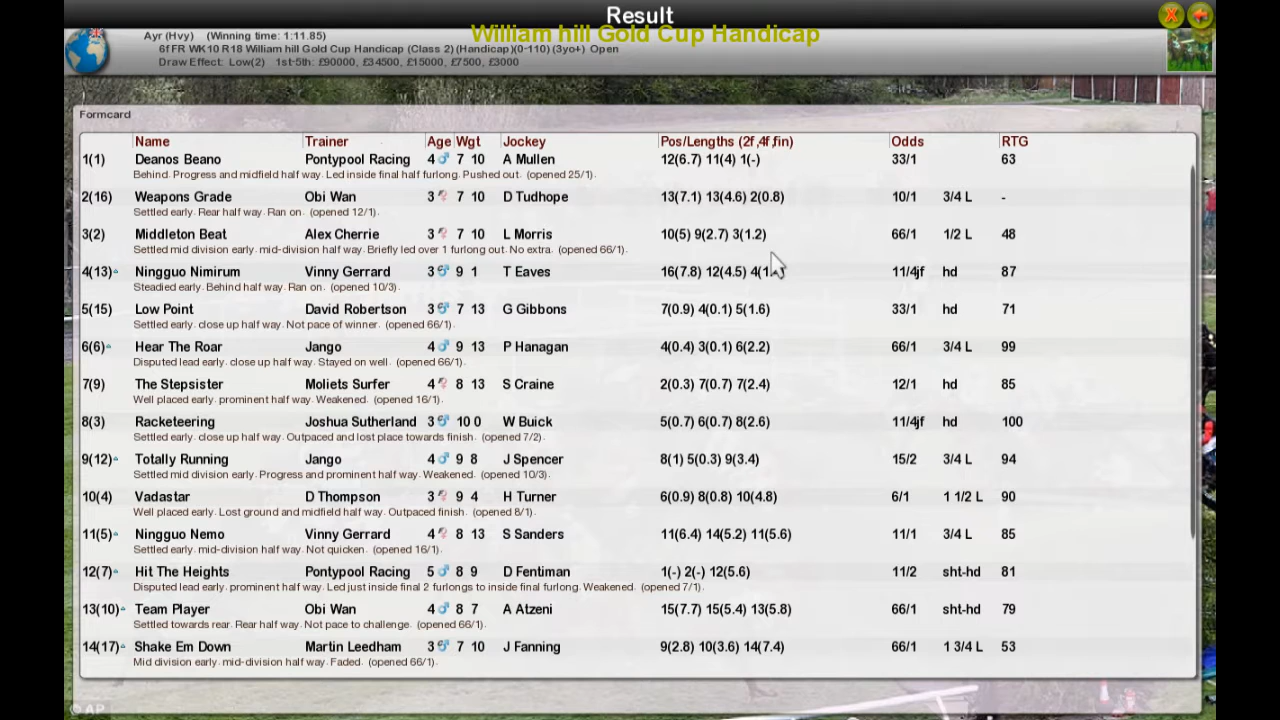 Result
William hill Gold Cup Handicap
Ayr (Hvy) (Winning time: 1:11.85)
6fFR WK10 R18 William hill Gold Cup Handicap (Class 2) (Handicap)(0-110) (3yo+) Open
Draw Effect: Low(2) 1st-5th: £90000, £34500, £15000, £7500, £3000
Formcard
Name Trainer Age Wgt Jockey Pos/Lengths (2f,4f,fin) Odds RTG
1(1) Deanos Beano Pontypool Racing 4 7 10 A Mullen 12(6.7) 11(4) 1(-) 33/1 63
Behind. Progress and midfield half way. Led inside final half furlong. Pushed out. (opened 25/1).
2(16) Weapons Grade Obi Wan 3 7 10 D Tudhope 13(7.1) 13(4.6) 2(0.8) 10/1 3/4 L -
Settled early. Rear half way. Ran on. (opened 12/1).
3(2) Middleton Beat Alex Cherrie 3 7 10 L Morris 10(5) 9(2.7) 3(1.2) 66/1 1/2 L 48
Settled mid division early. mid-division half way. Briefly led over 1 furlong out. No extra. (opened 66/1).
4(13) Ningguo Nimirum Vinny Gerrard 3 9 1 T Eaves 16(7.8) 12(4.5) 4(1. 11/4jf hd 87
Steadied early. Behind half way. Ran on. (opened 10/3).
5(15) Low Point David Robertson 3 7 13 G Gibbons 7(0.9) 4(0.1) 5(1.6) 33/1 hd 71
Settled early. close up half way. Not pace of winner. (opened 66/1).
6(6) Hear The Roar Jango 4 9 13 P Hanagan 4(0.4) 3(0.1) 6(2.2) 66/1 3/4 L 99
Disputed lead early. close up half way. Stayed on well. (opened 66/1).
7(9) The Stepsister Moliets Surfer 4 8 13 S Craine 2(0.3) 7(0.7) 7(2.4) 12/1 hd 85
Well placed early. prominent half way. Weakened. (opened 16/1).
8(3) Racketeering Joshua Sutherland 3 10 0 W Buick 5(0.7) 6(0.7) 8(2.6) 11/4jf hd 100
Settled early. close up half way. Outpaced and lost place towards finish. (opened 7/2).
9(12) Totally Running Jango 4 9 8 J Spencer 8(1) 5(0.3) 9(3.4) 15/2 3/4 L 94
Settled mid division early. Progress and prominent half way. Weakened. (opened 10/3).
10(4) Vadastar D Thompson 3 9 4 H Turner 6(0.9) 8(0.8) 10(4.8) 6/1 1 1/2 L 90
Well placed early. Lost ground and midfield half way. Outpaced finish. (opened 8/1).
11(5) Ningguo Nemo Vinny Gerrard 4 8 13 S Sanders 11(6.4) 14(5.2) 11(5.6) 11/1 3/4 L 85
Settled early. mid-division half way. Not quicken. (opened 16/1).
12(7) Hit The Heights Pontypool Racing 5 8 9 D Fentiman 1(-) 2(-) 12(5.6) 11/2 sht-hd 81
Disputed lead early. prominent half way. Led just inside final 2 furlongs to inside final furlong. Weakened. (opened 7/1).
13(10) Team Player Obi Wan 4 8 7 A Atzeni 15(7.7) 15(5.4) 13(5.8) 66/1 sht-hd 79
Settled towards rear. Rear half way. Not pace to challenge. (opened 66/1).
14(17) Shake Em Down Martin Leedham 3 7 10 J Fanning 9(2.8) 10(3.6) 14(7.4) 66/1 1 3/4 L 53
Mid division early. mid-division half way. Faded. (opened 66/1).
© AP